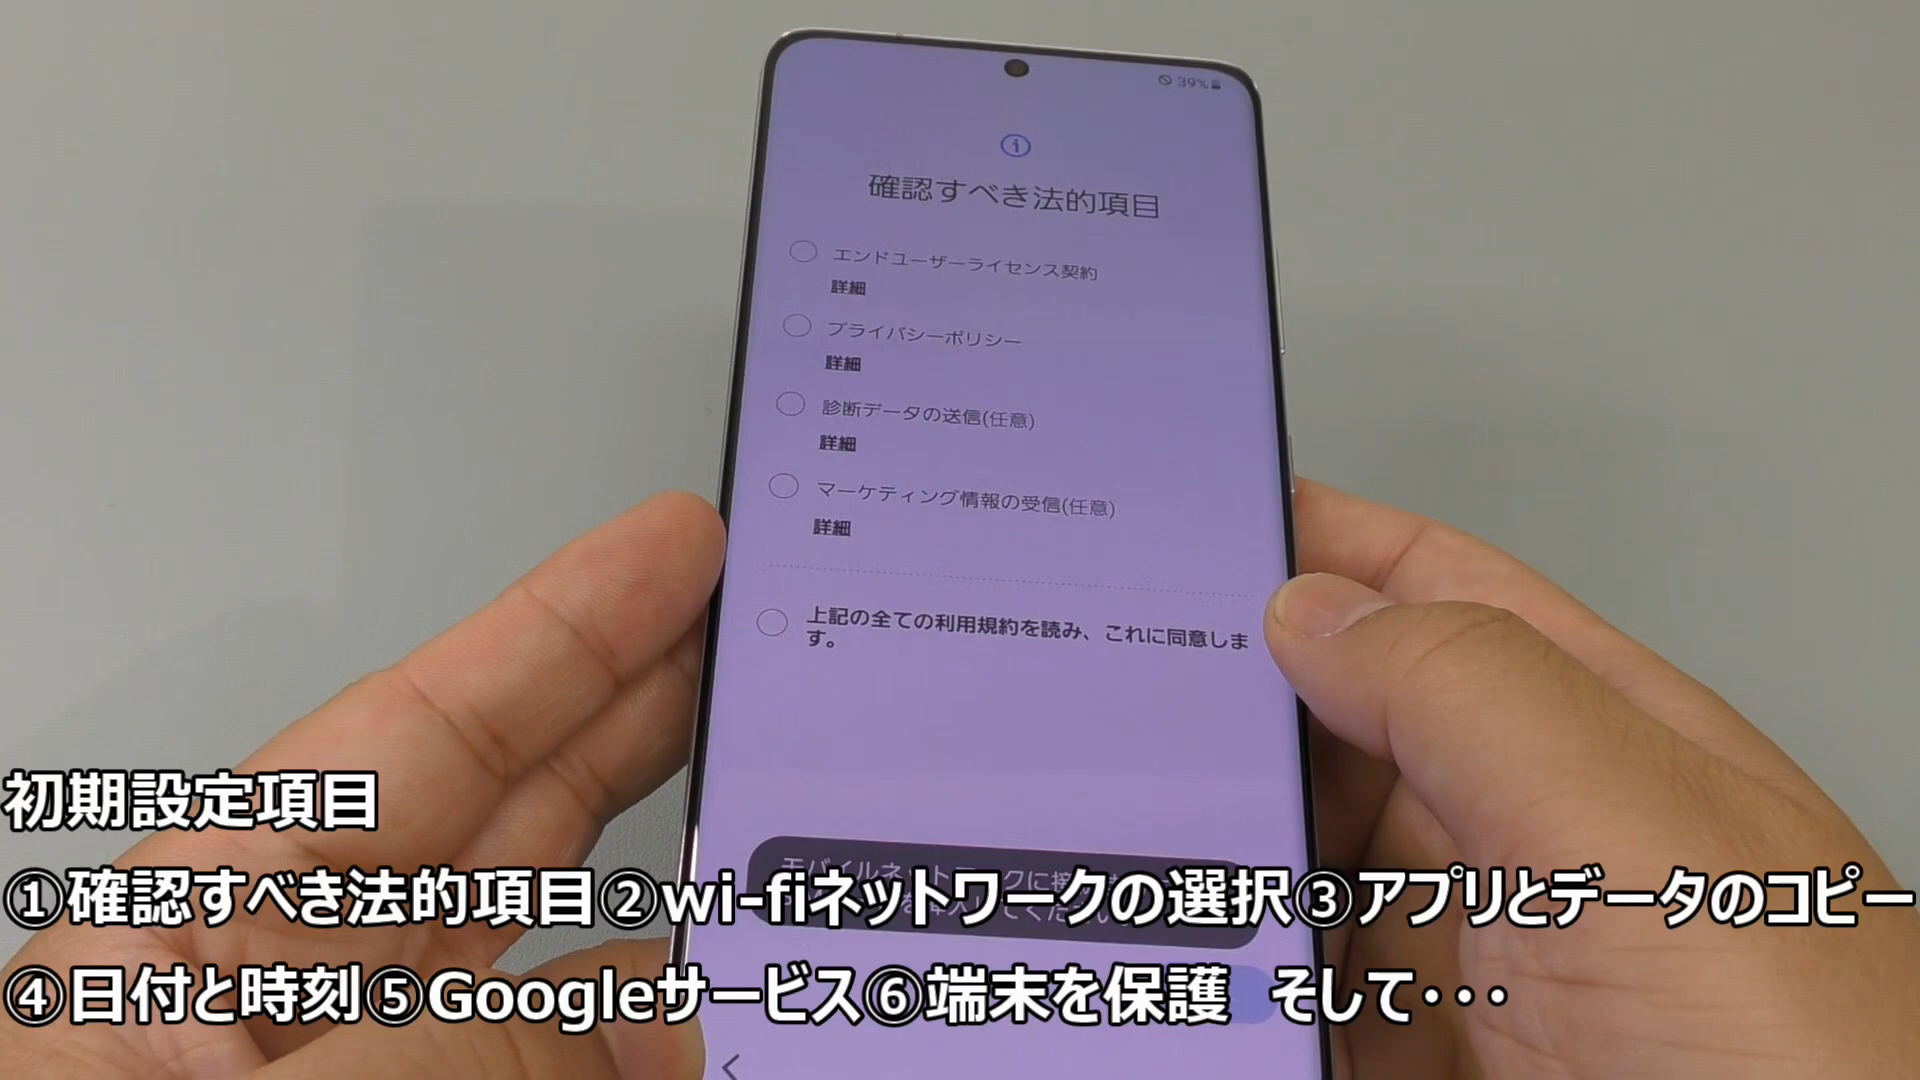 39%
確認すべき法的項目
エンドユーザーライセンス契約
詳細
プライバシーポリシー
詳細
診断データの送信(任意)
詳細
マーケティング情報の受信(任意)
詳細
上記の全ての利用規約を読み、これに同意しま
す。
初期設定項目
①確認すべき法的項目②wi-fiネットワークの選択③アプリとデータのコピー
④日付と時刻⑤Googleサービス⑥端末を保護　そして・・・